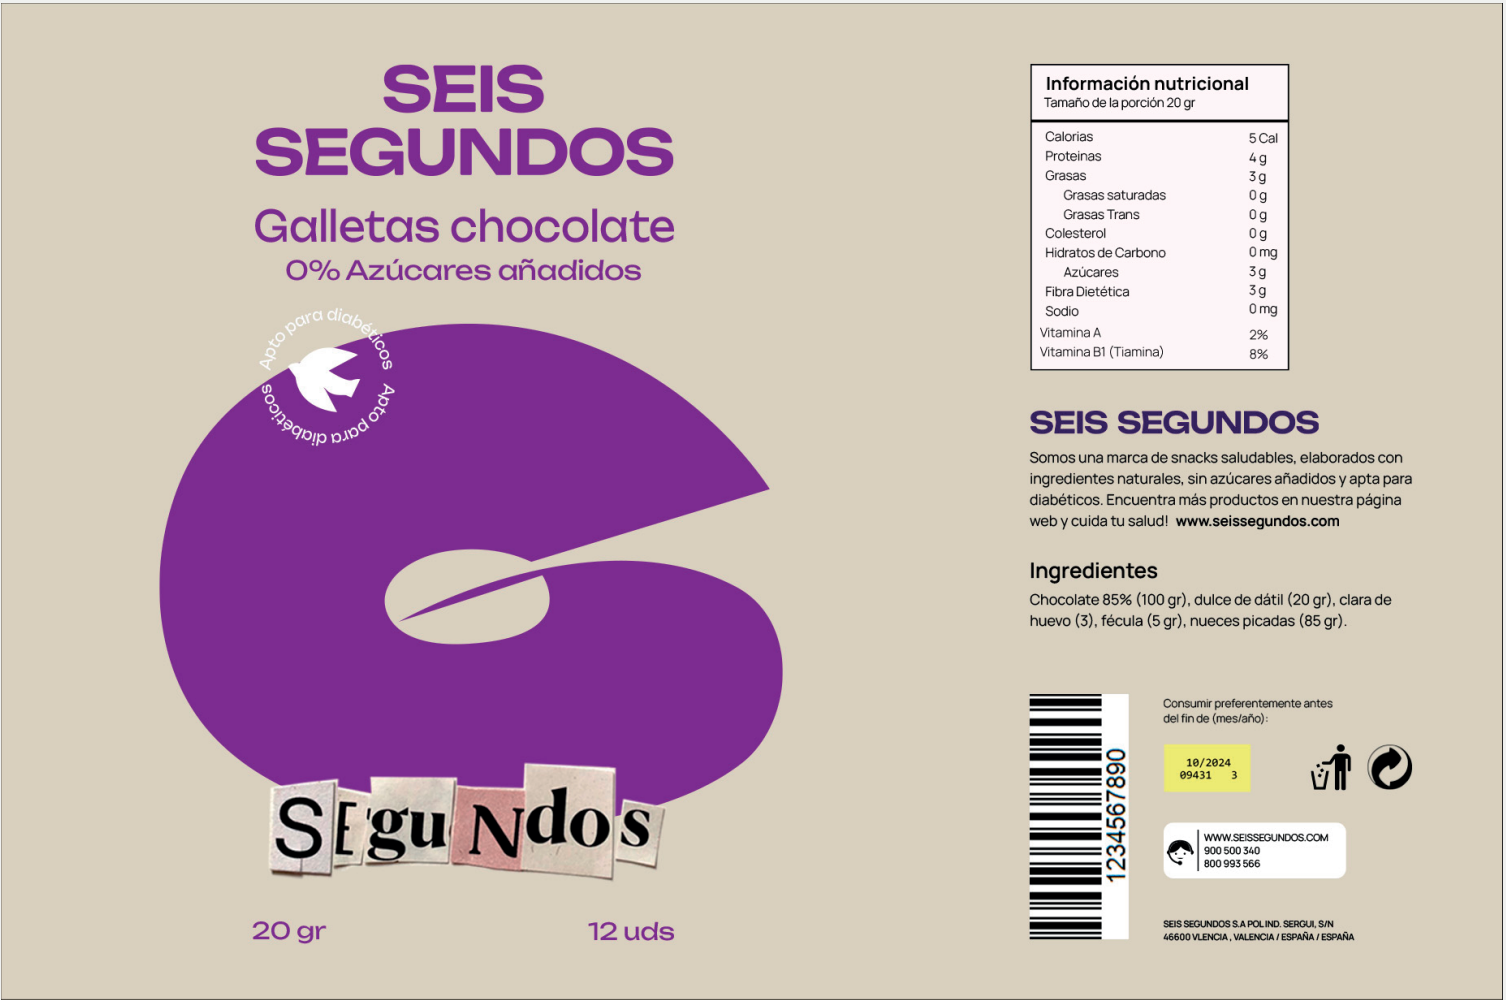 SEIS
SEGUNDOS
Galletas chocolate
0% Azúcares añadidos
Apto para diabéticos
Apto para diabéticos
SEguNdos
20 gr
12 uds
Información nutricional
Tamaño de la porción 20 gr
Calorias 5 Cal
Proteinas 4 g
Grasas 3 g
Grasas saturadas 0 g
Grasas Trans 0 g
Colesterol 0 g
Hidratos de Carbono 0 mg
Azúcares 3 g
Fibra Dietética 3 g
Sodio 0 mg
Vitamina A 2%
Vitamina B1 (Tiamina) 8%
SEIS SEGUNDOS
Somos una marca de snacks saludables, elaborados con
ingredientes naturales, sin azúcares añadidos y apta para
diabéticos. Encuentra más productos en nuestra página
web y cuida tu salud! www.seissegundos.com
Ingredientes
Chocolate 85% (100 gr), dulce de dátil (20 gr), clara de
huevo (3), fécula (5 gr), nueces picadas (85 gr).
1234567890
Consumir preferentemente antes
del fin de (mes/año):
10/2024
09431 3
WWW.SEISSEGUNDOS.COM
900 500 340
800 993 566
SEIS SEGUNDOS S.A POL IND. SERGUI, S/N
46600 VLENCIA , VALENCIA / ESPAÑA / ESPAÑA